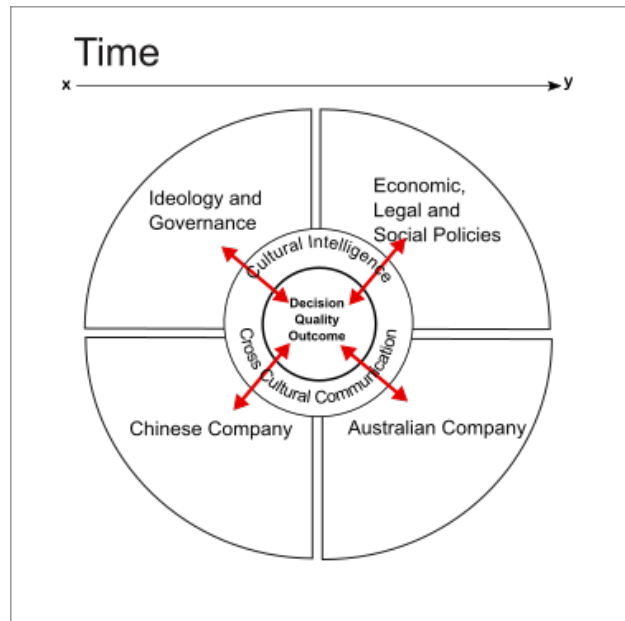 Time
x
y
Ideology and
Governance
Economic,
Legal and
Social Policies
Cultural Intelligence
Decision
Quality
Outcome
Cross Cultural Communication
Chinese Company
Australian Company